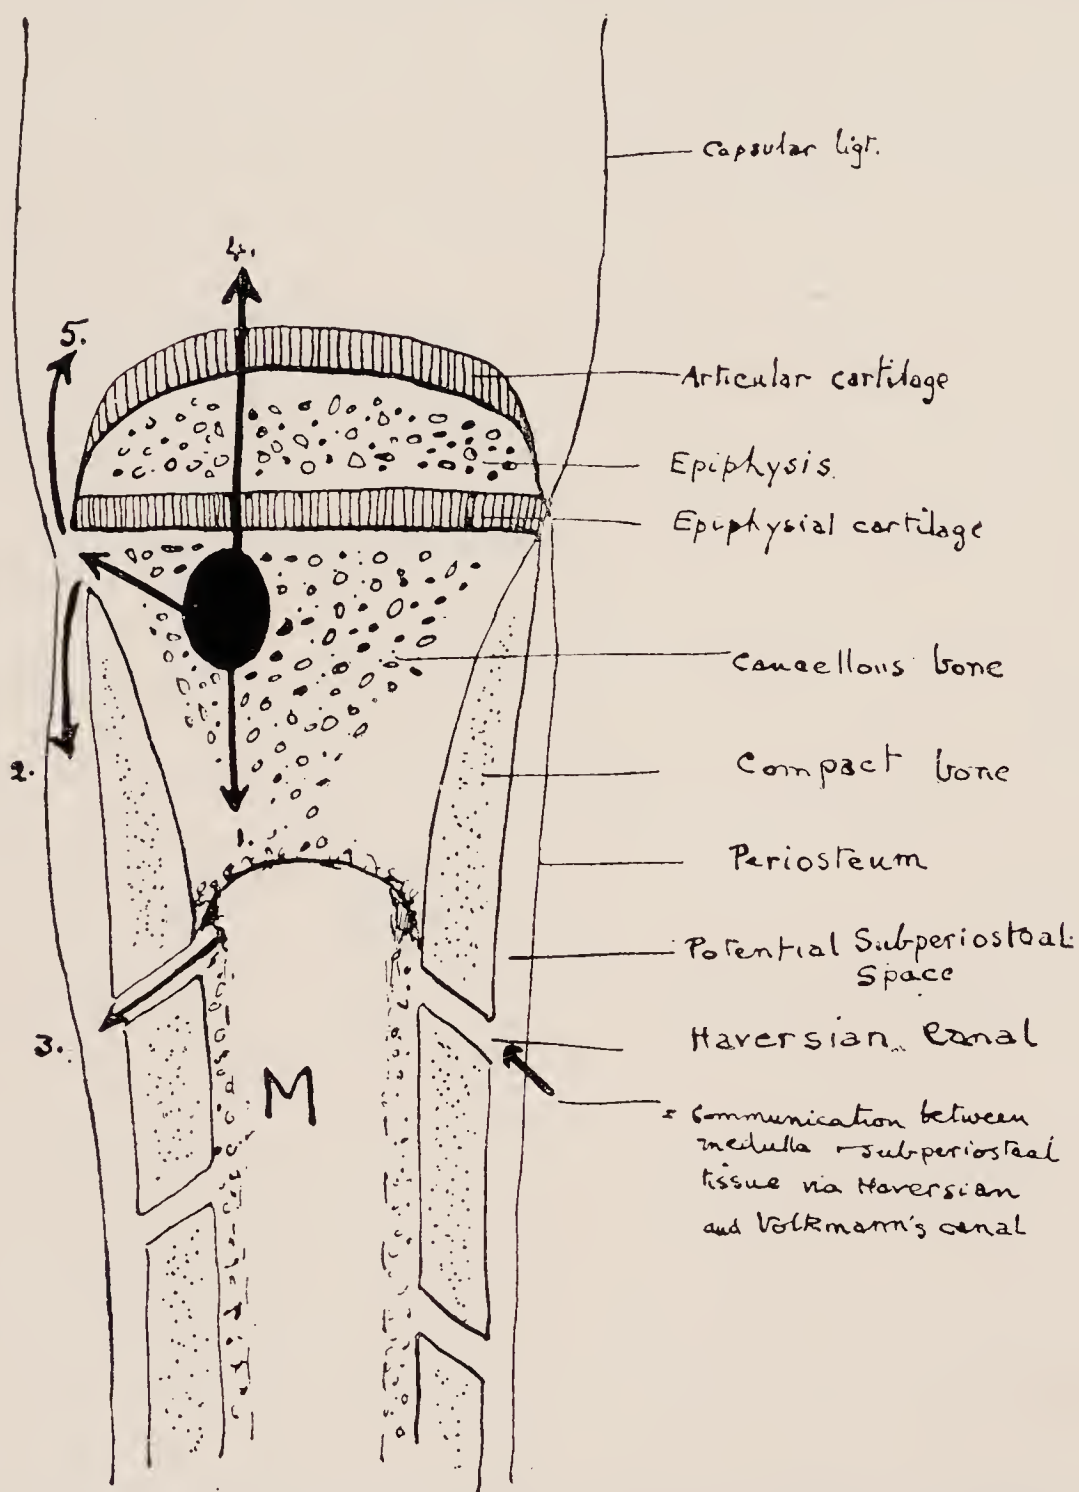 Capsular ligt.
4.
5.
Articular cartilage
Epiphysis.
Epiphysial cartilage
Cancellous bone
Compact bone
2.
1.
Periosteum
Potential Subperiosteal
Space
3.
Haversian Canal
M
= Communication between
medulla - subperiosteal
tissue via Haversian
and Volkmann's canal